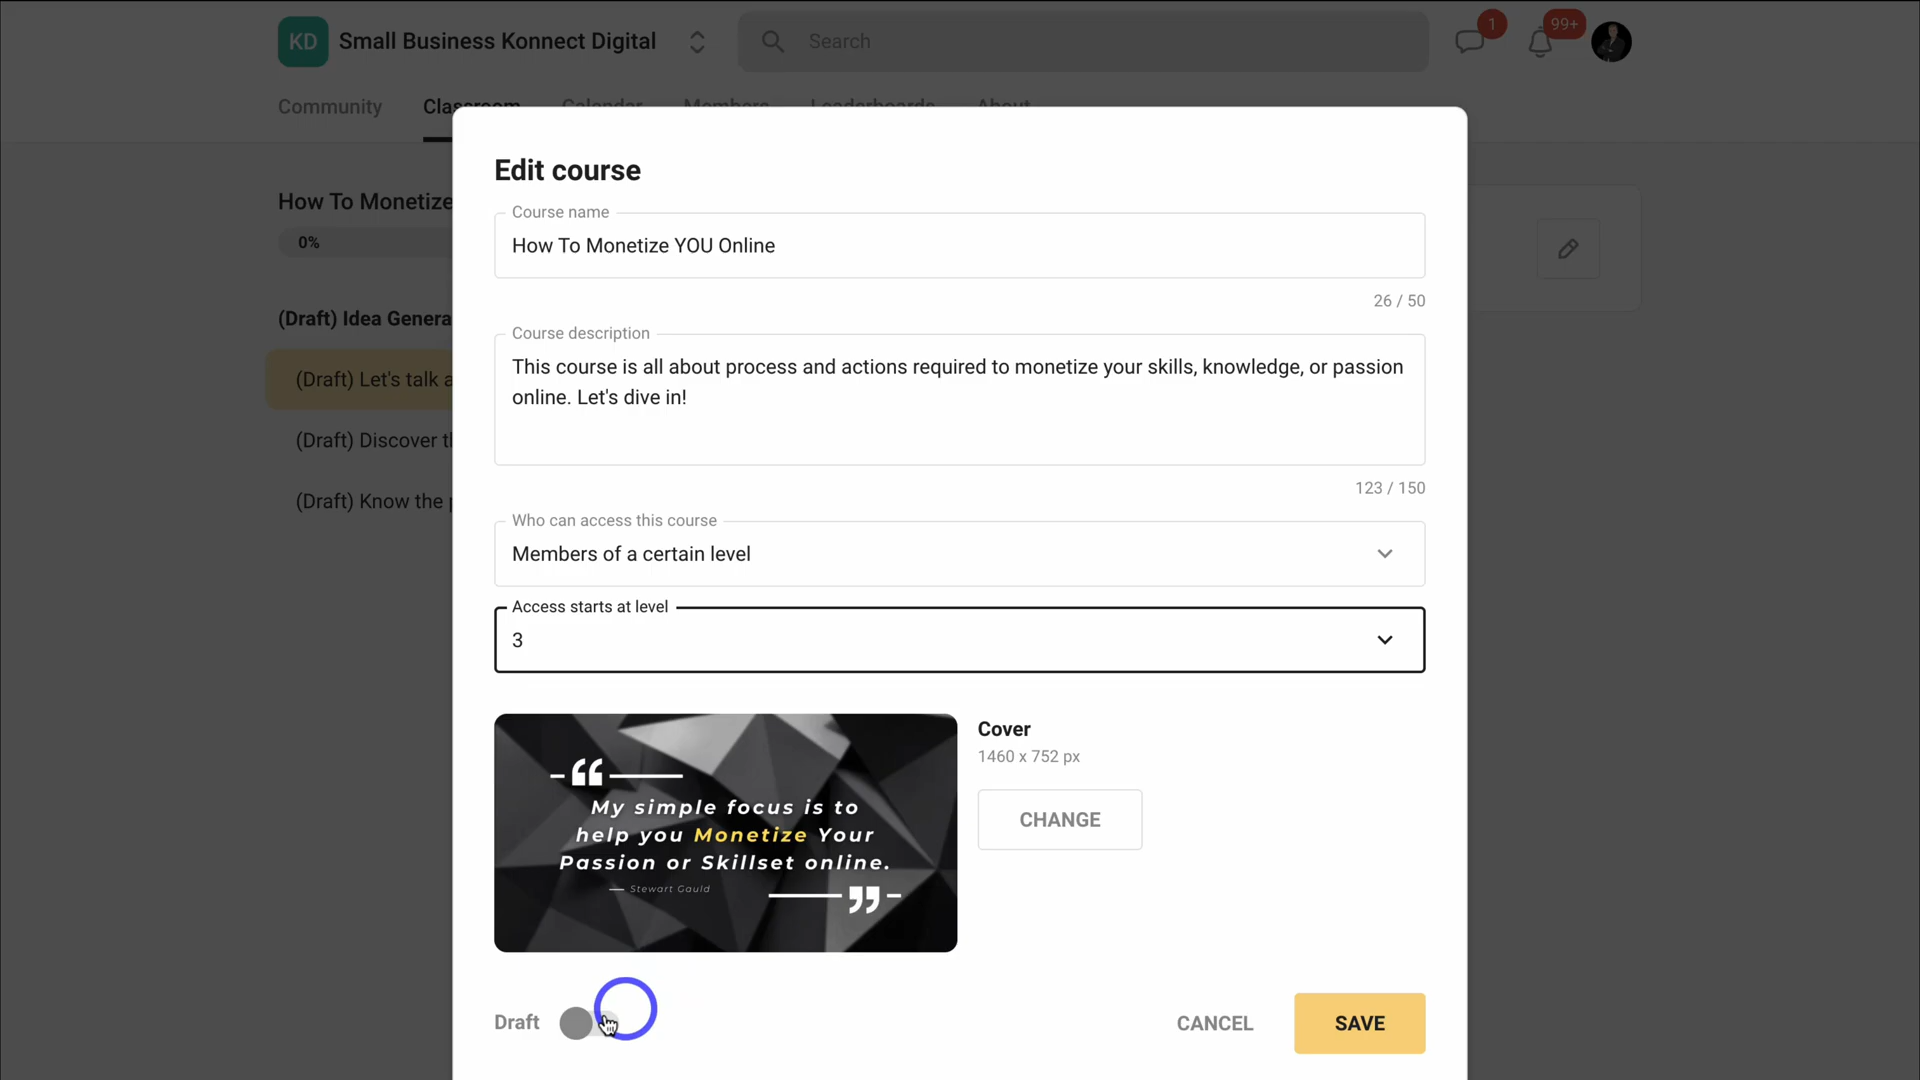 KD Small Business Konnect Digital
Search
1
99+
Community Classroom Calendar Members Leaderboards About
Edit course
How To Monetize
0%
Course name
How To Monetize YOU Online
26 / 50
(Draft) Idea Genera
Course description
This course is all about process and actions required to monetize your skills, knowledge, or passion
online. Let's dive in!
(Draft) Let's talk a
(Draft) Discover t
123 / 150
(Draft) Know the
Who can access this course
Members of a certain level
Access starts at level
3
“
My simple focus is to
help you Monetize Your
Passion or Skillset online.
— Stewart Gauld
”
Cover
1460 x 752 px
CHANGE
Draft
CANCEL
SAVE